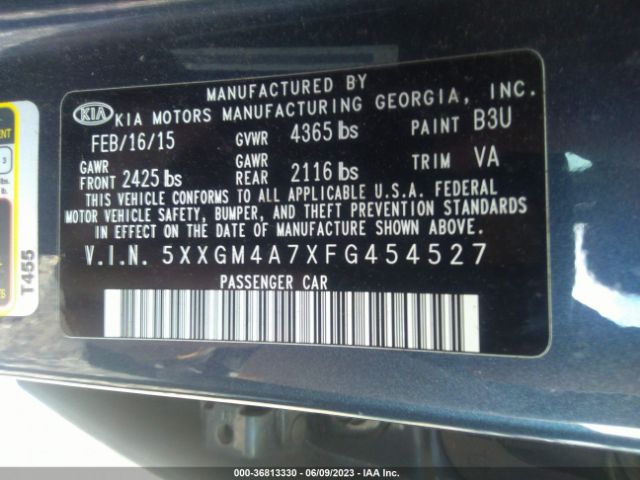 MANUFACTURED BY
KIA KIA MOTORS MANUFACTURING GEORGIA, INC.
FEB/16/15 GVWR 4365 lbs PAINT B3U
GAWR FRONT 2425 lbs GAWR REAR 2116 lbs TRIM VA
THIS VEHICLE CONFORMS TO ALL APPLICABLE U.S.A. FEDERAL
MOTOR VEHICLE SAFETY, BUMPER, AND THEFT PREVENTION STANDARDS
IN EFFECT ON THE DATE OF MANUFACTURE SHOWN ABOVE.
V.I.N. 5XXGM4A7XFG454527
PASSENGER CAR
T455
000-36813330 - 06/09/2023 - IAA Inc.